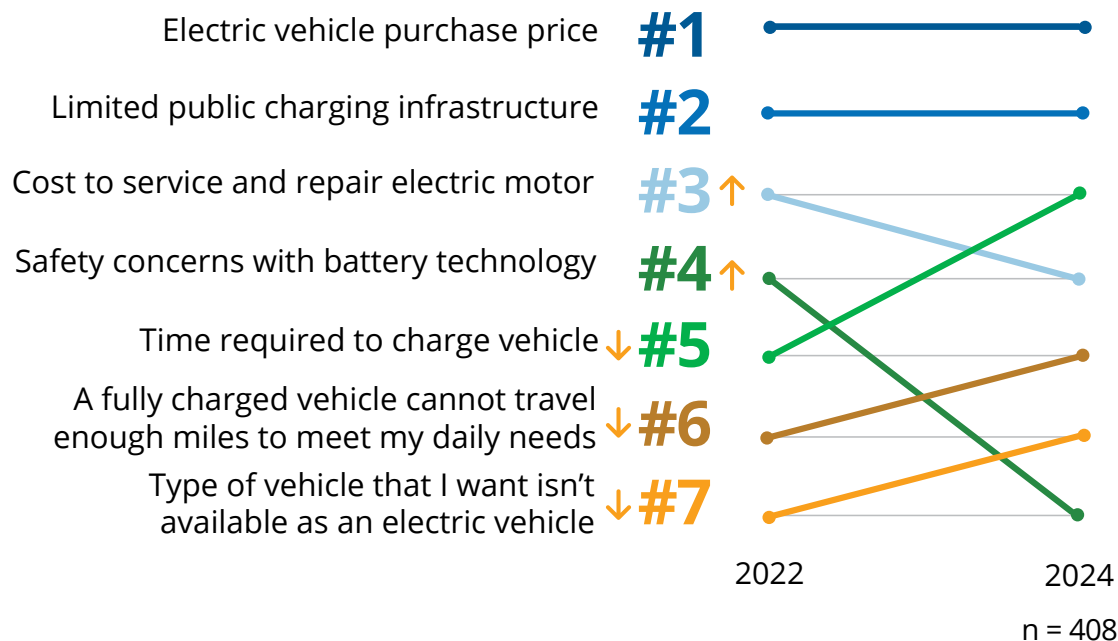 Electric vehicle purchase price #1
Limited public charging infrastructure #2
Cost to service and repair electric motor #3 ↑
Safety concerns with battery technology #4 ↑
Time required to charge vehicle ↓ #5
A fully charged vehicle cannot travel
enough miles to meet my daily needs ↓ #6
Type of vehicle that I want isn’t
available as an electric vehicle ↓ #7
2022 2024
n = 408